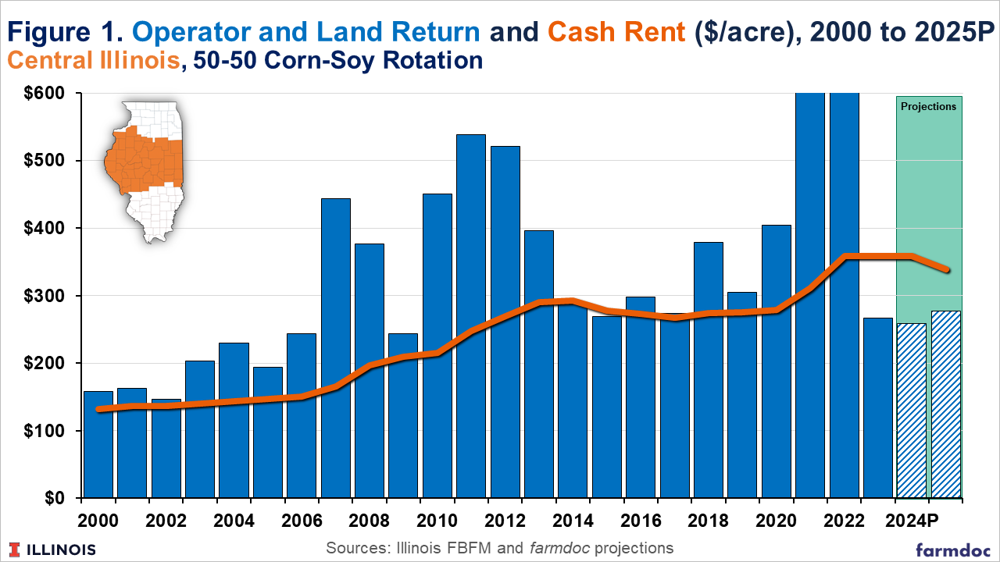 Figure 1. Operator and Land Return and Cash Rent ($/acre), 2000 to 2025P
Central Illinois, 50-50 Corn-Soy Rotation
$600
$500
$400
$300
$200
$100
$0
Projections
2000 2002 2004 2006 2008 2010 2012 2014 2016 2018 2020 2022 2024P
I ILLINOIS
Sources: Illinois FBFM and farmdoc projections
farmdoc